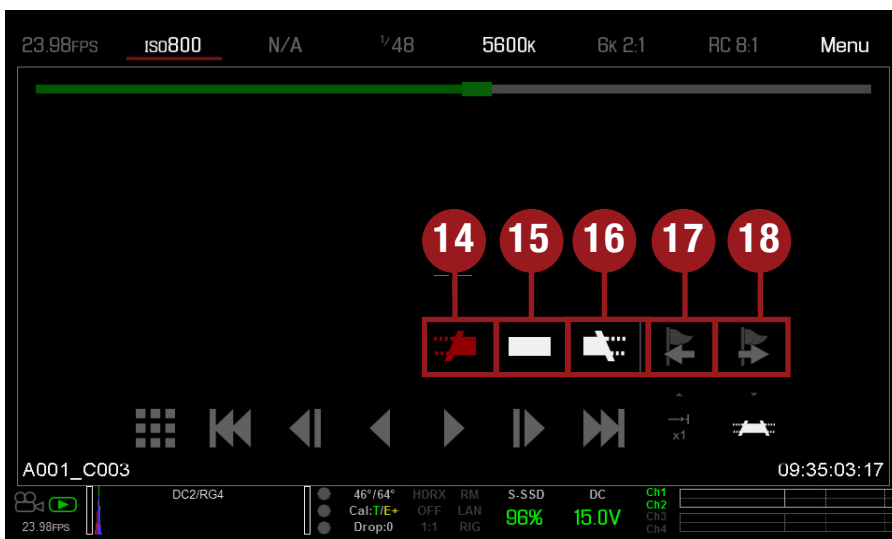 23.98FPS ISO800 N/A 1/48 5600K 6K 2:1 RC 8:1 Menu
14 15 16 17 18
x1
A001_C003 09:35:03:17
DC2/RG4 46°/64° HDRX RM S-SSD DC Ch1
Cal:T/E+ OFF LAN 96% 15.0V Ch2
23.98FPS Drop:0 1:1 RIG Ch3
Ch4